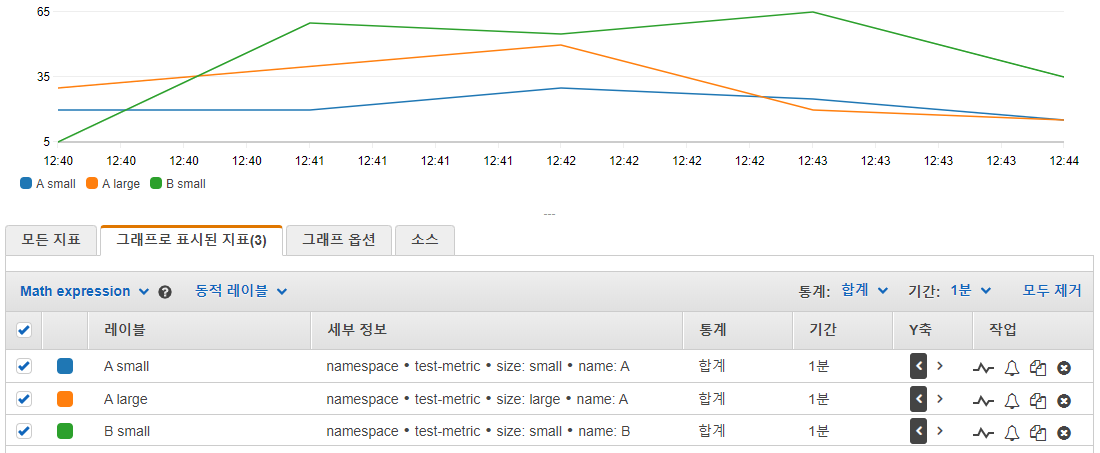 65
35
5
12:40 12:40 12:40 12:40 12:41 12:41 12:41 12:41 12:42 12:42 12:42 12:42 12:43 12:43 12:43 12:43 12:44
A small A large B small
---
모든 지표 그래프로 표시된 지표(3) 그래프 옵션 소스
Math expression ? 동적 레이블 통계: 합계 기간: 1분 모두 제거
레이블 세부 정보 통계 기간 Y축 작업
A small namespace • test-metric • size: small • name: A 합계 1분
A large namespace • test-metric • size: large • name: A 합계 1분
B small namespace • test-metric • size: small • name: B 합계 1분